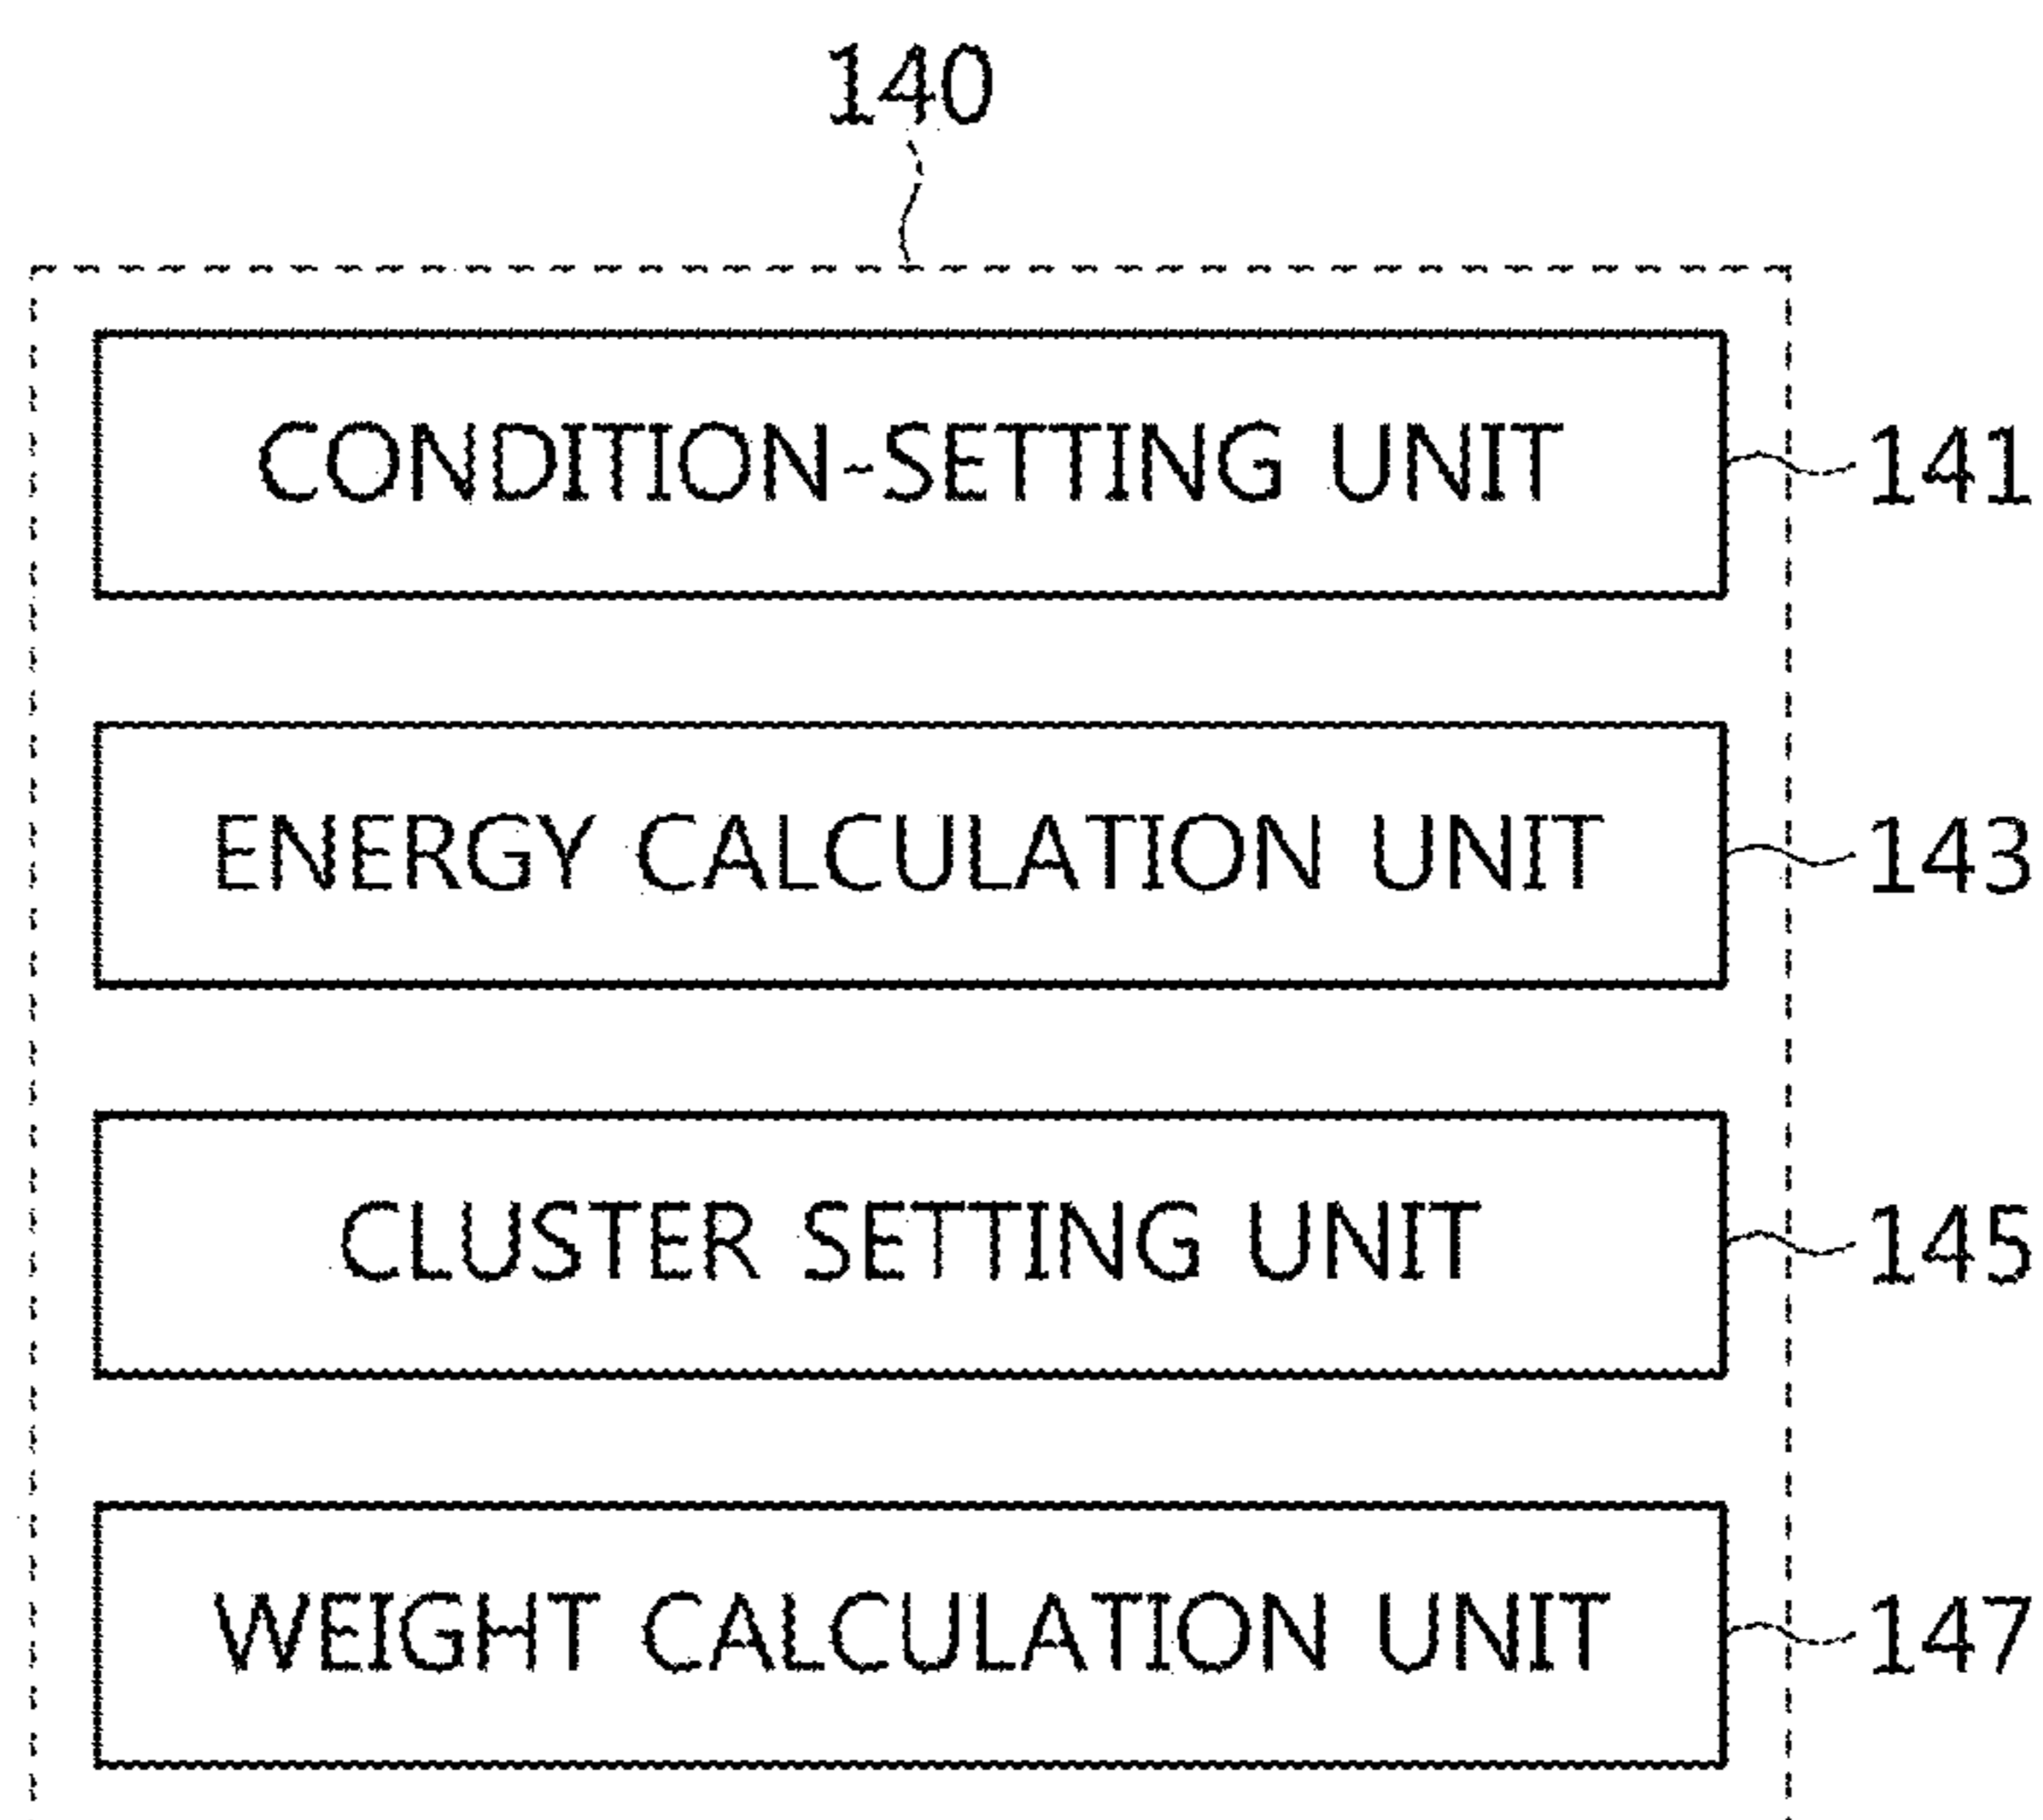 140
CONDITION-SETTING UNIT 141
ENERGY CALCULATION UNIT 143
CLUSTER SETTING UNIT 145
WEIGHT CALCULATION UNIT 147